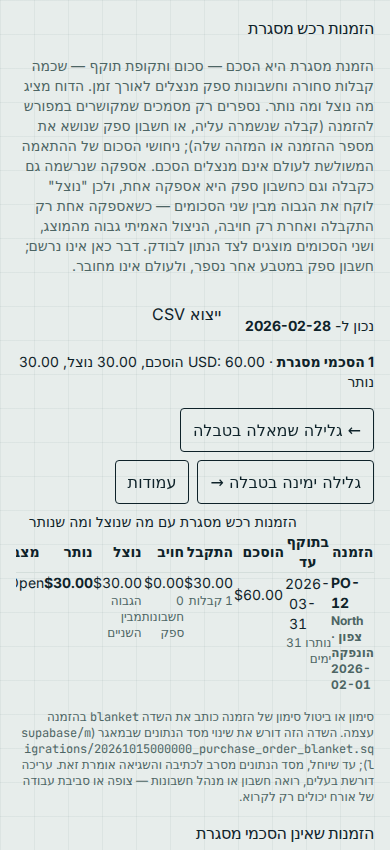 הזמנות רכש מסגרת
הזמנת מסגרת היא הסכם — סכום ותקופת תוקף — שכמה
קבלות סחורה וחשבונות ספק מנצלים לאורך זמן. הדוח מציג
מה נוצל ומה נותר. נספרים רק מסמכים שמקושרים במפורש
להזמנה (קבלה שנשמרה עליה, או חשבון ספק שנושא את
מספר ההזמנה או המזהה שלה); ניחושי הסכום של ההתאמה
המשולשת לעולם אינם מנצלים הסכם. אספקה שנרשמה גם
כקבלה וגם כחשבון ספק היא אספקה אחת, ולכן "נוצל"
לוקח את הגבוה מבין שני הסכומים — כשאספקה אחת רק
התקבלה ואחרת רק חויבה, הניצול האמיתי גבוה מהמוצג,
ושני הסכומים מוצגים לצד הנתון לבודק. דבר כאן אינו נרשם;
חשבון ספק במטבע אחר נספר, ולעולם אינו מחובר.
נכון ל- 2026-02-28 ייצוא CSV
1 הסכמי מסגרת · USD: 60.00 הוסכם, 30.00 נוצל, 30.00
נותר
← גלילה שמאלה בטבלה
גלילה ימינה בטבלה → עמודות
הזמנות רכש מסגרת עם מה שנוצל ומה שנותר
הזמנה בתוקף עד הוסכם התקבל חויב נוצל נותר מצב
PO-12 2026-03-31 $60.00 $30.00 $0.00 $30.00 $30.00 Open
North צפון · הונפקה 2026-02-01 נותרו 31 ימים 1 קבלות 0 חשבונות ספק הגבוה מבין השניים
סימון או ביטול סימון של הזמנה כותב את השדה blanket בהזמנה
עצמה. השדה הזה דורש את שינוי מסד הנתונים שבמאגר (supabase/m
igrations/20261015000000_purchase_order_blanket.sq
l); עד שיוחל, מסד הנתונים מסרב לכתיבה והשגיאה אומרת זאת. עריכה
דורשת בעלים, רואה חשבון או מנהל חשבונות — צופה או סביבת עבודה
של אורח יכולים רק לקרוא.
הזמנות שאינן הסכמי מסגרת